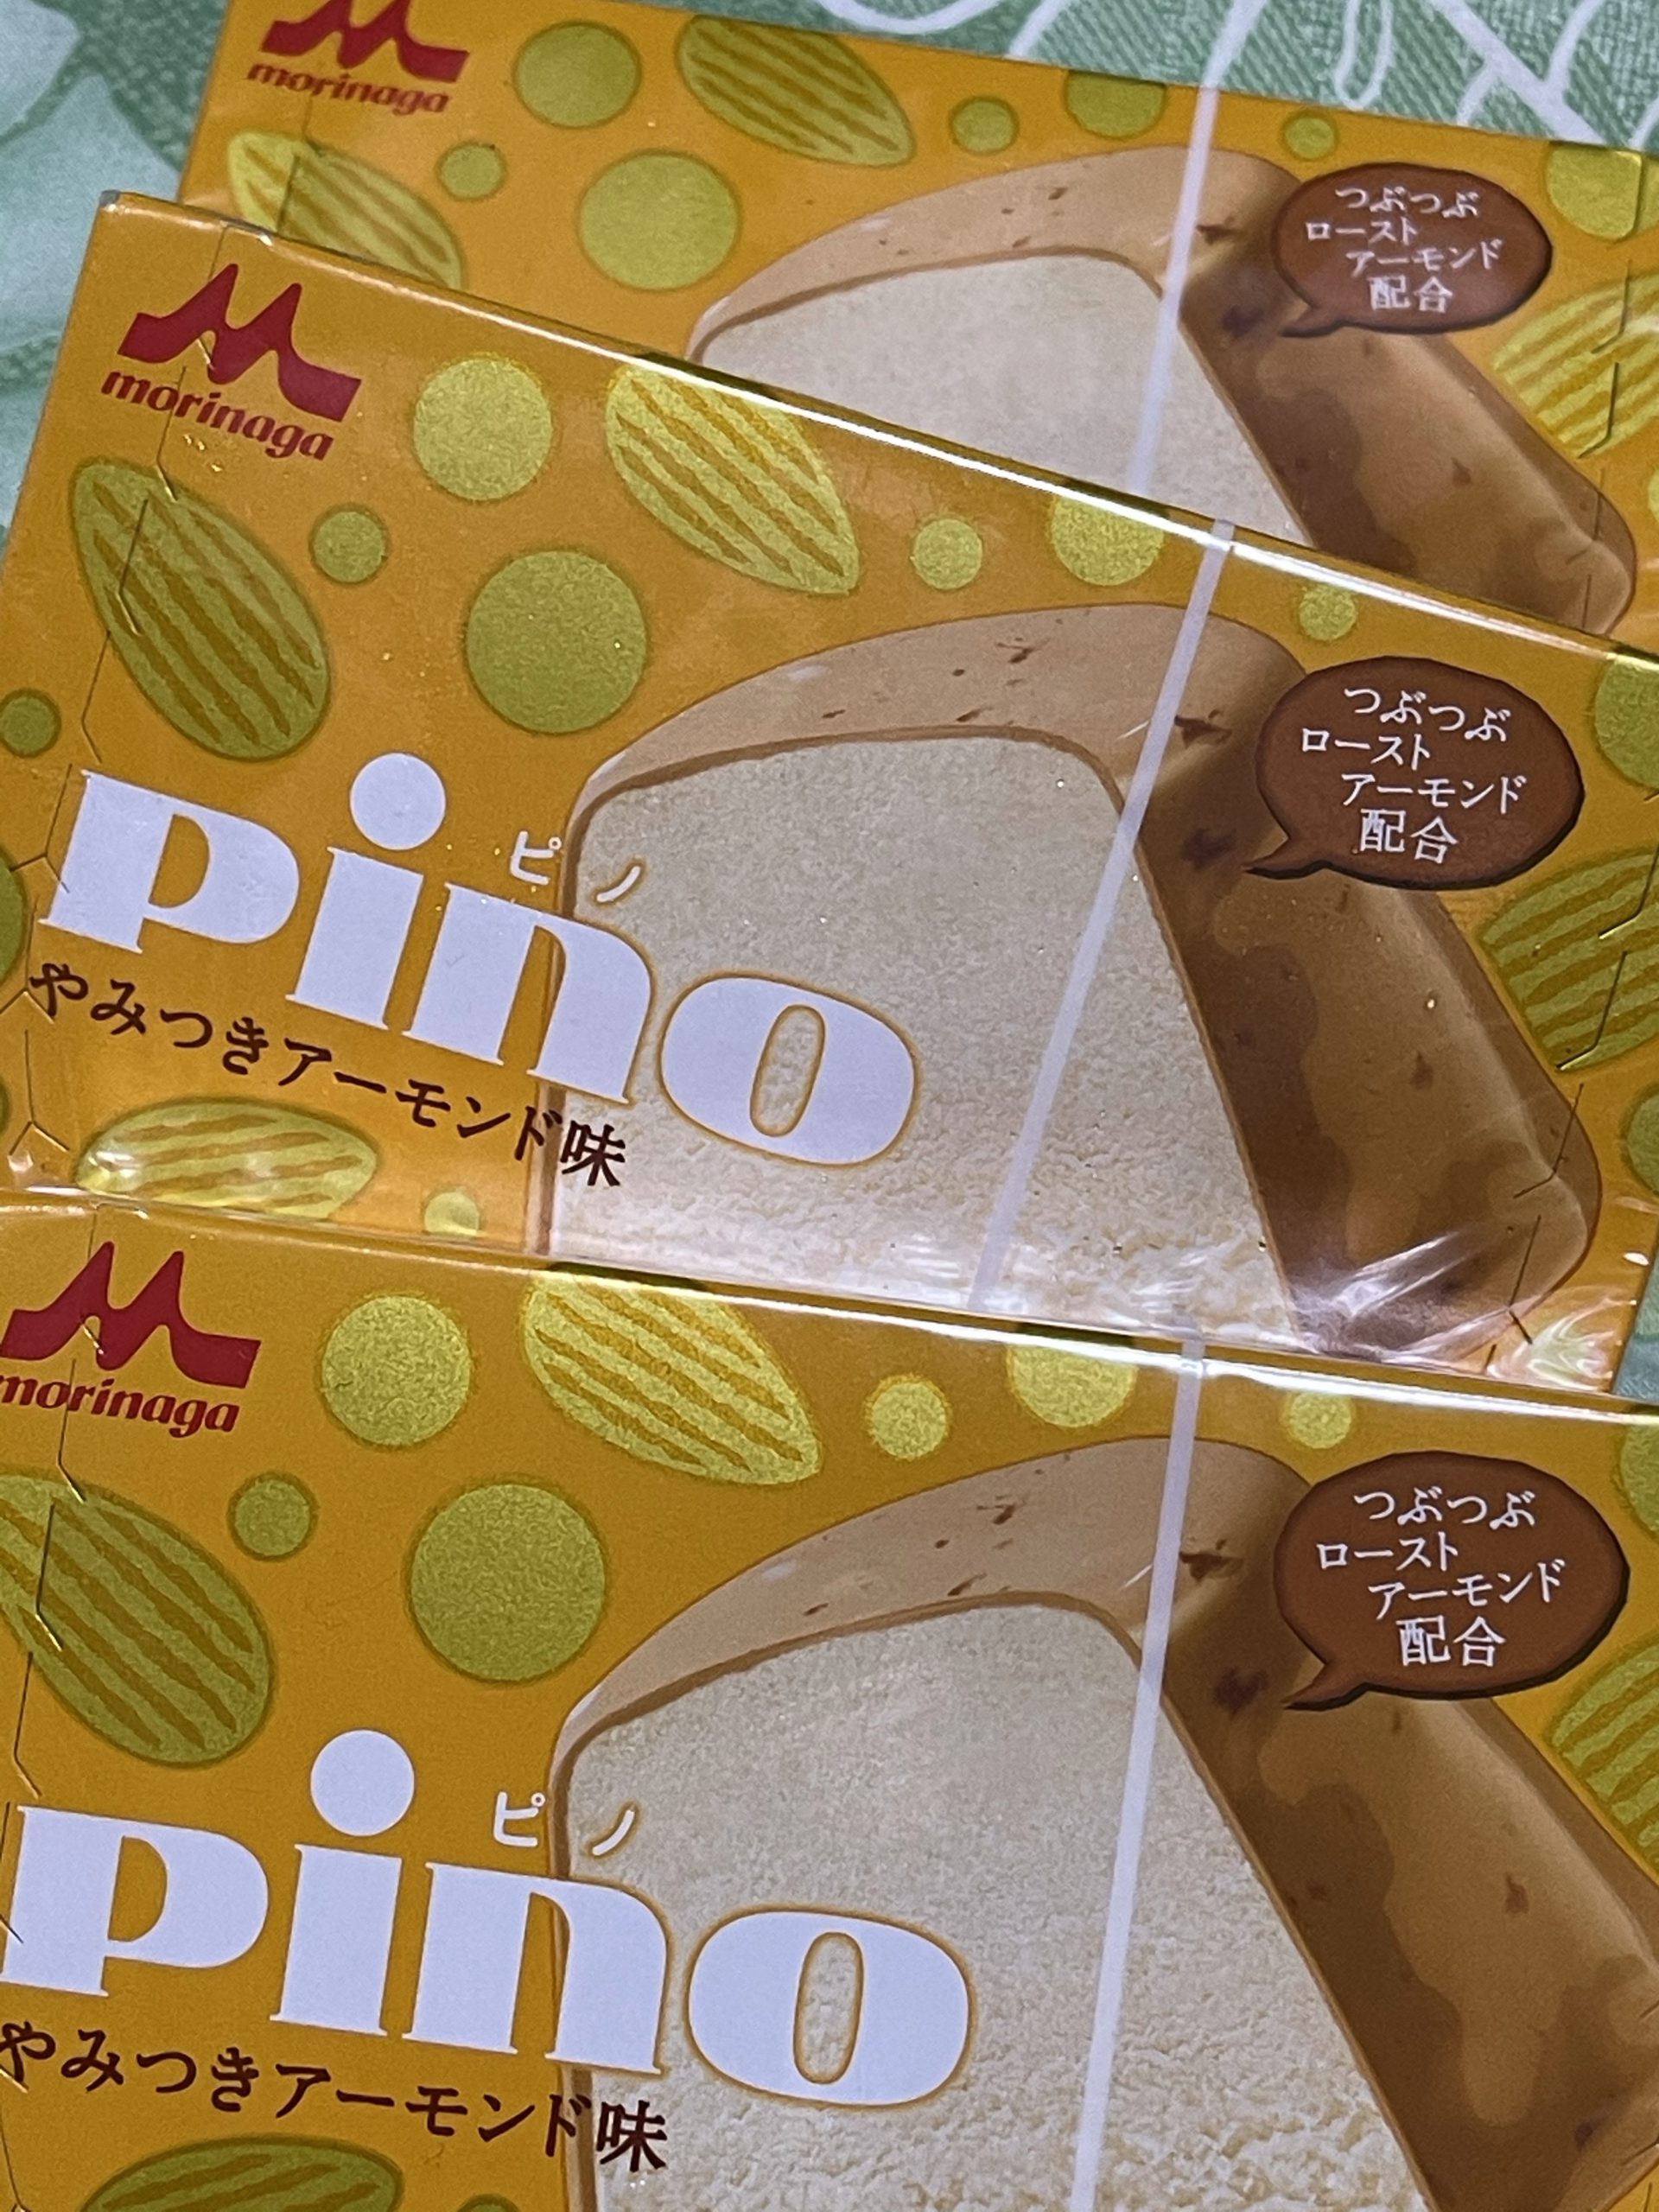 morinaga
つぶつぶ
ロースト
アーモンド
配合
morinaga
つぶつぶ
ロースト
アーモンド
配合
ピノ
pino
やみつきアーモンド味
morinaga
つぶつぶ
ロースト
アーモンド
配合
ピノ
pino
やみつきアーモンド味